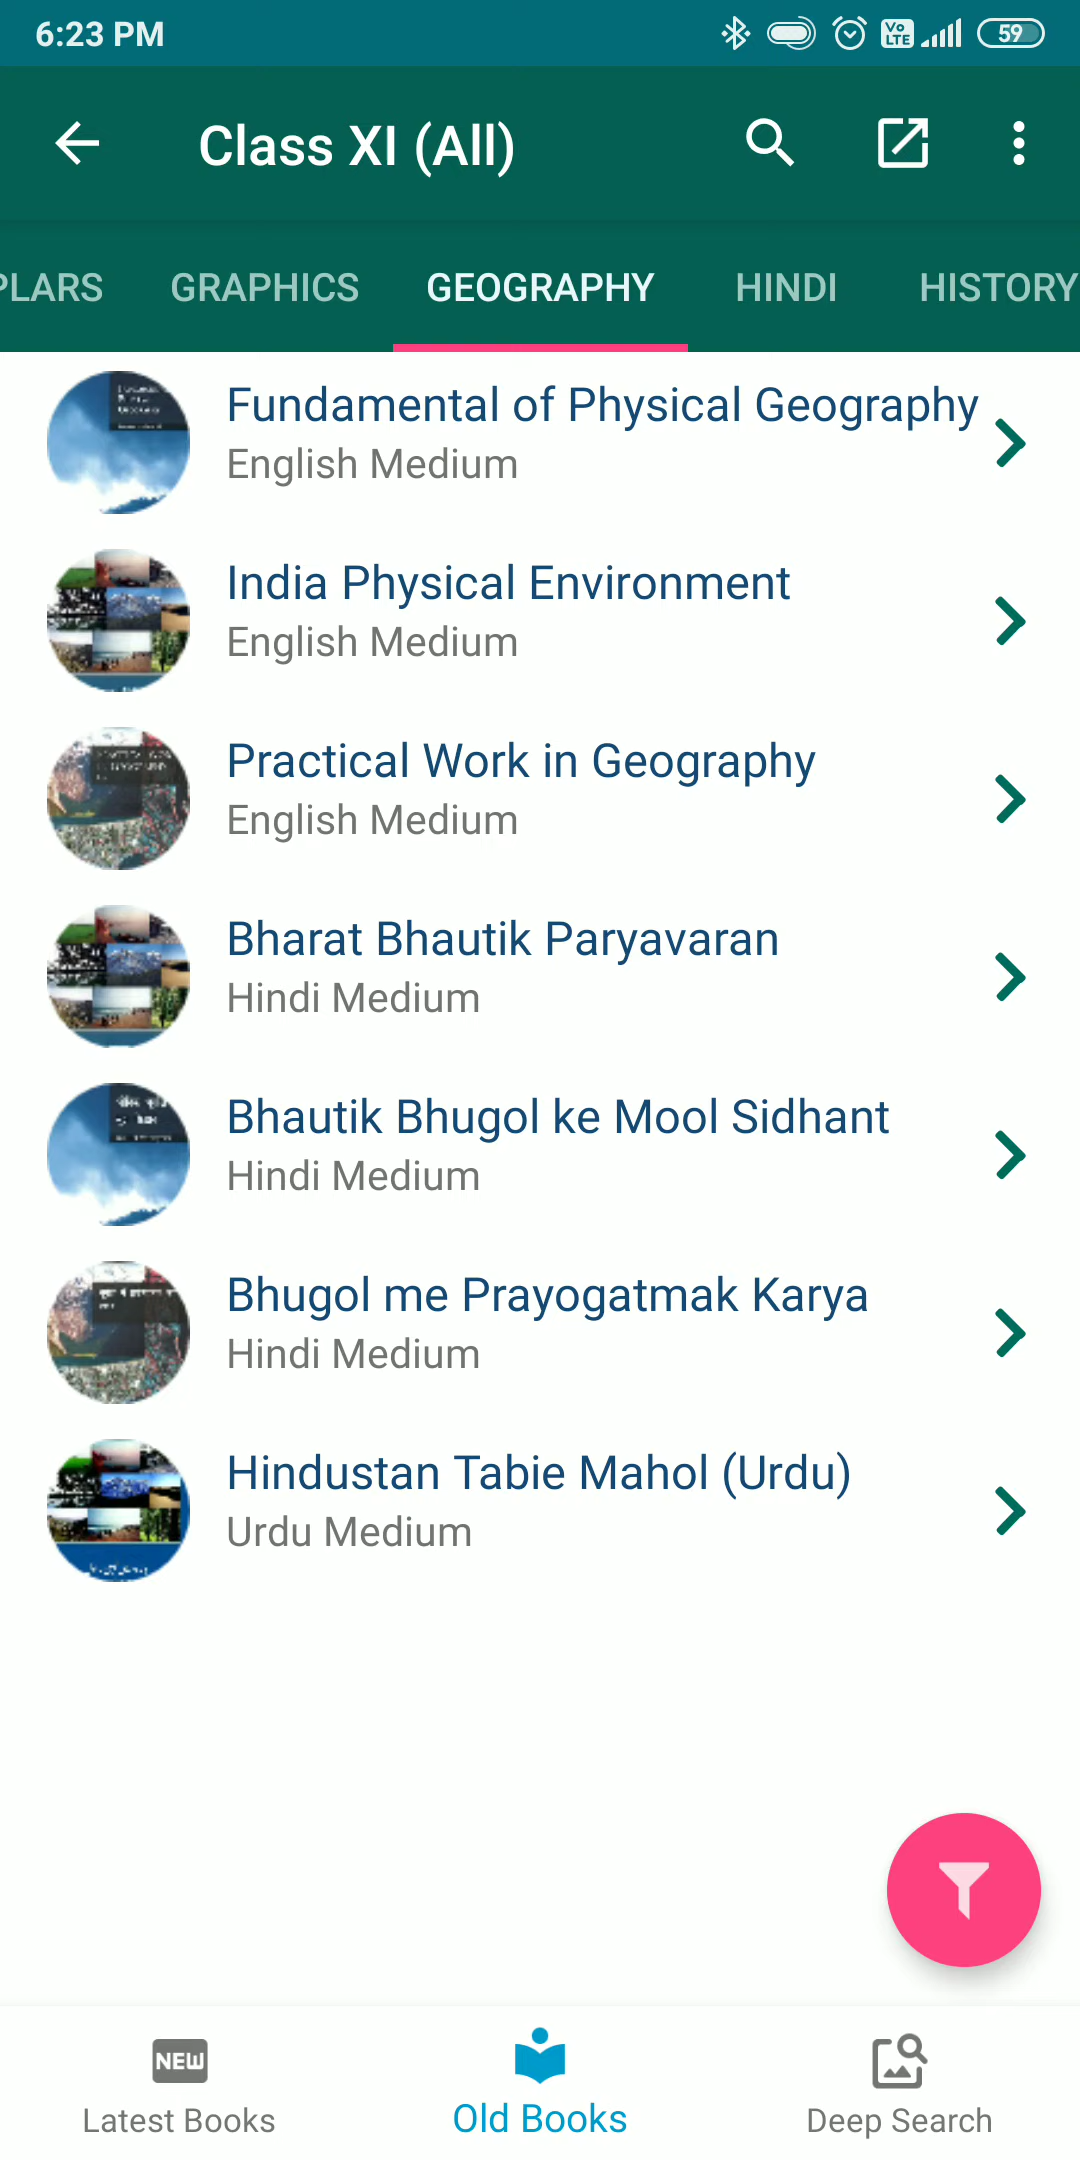 6:23 PM
Vo LTE
59
Class XI (All)
PLARS GRAPHICS GEOGRAPHY HINDI HISTORY
Fundamental of Physical Geography
English Medium
India Physical Environment
English Medium
Practical Work in Geography
English Medium
Bharat Bhautik Paryavaran
Hindi Medium
Bhautik Bhugol ke Mool Sidhant
Hindi Medium
Bhugol me Prayogatmak Karya
Hindi Medium
Hindustan Tabie Mahol (Urdu)
Urdu Medium
NEW
Latest Books Old Books Deep Search